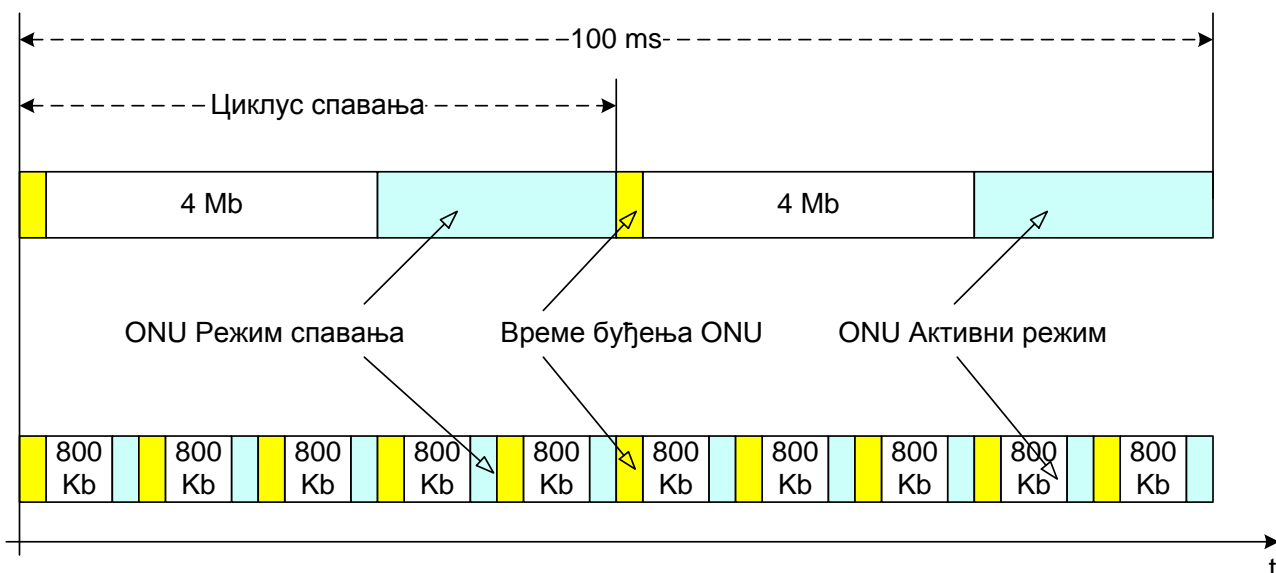 100 ms
Циклус спавања
4 Mb
4 Mb
ONU Режим спавања
Време буђења ONU
ONU Активни режим
800
Kb
800
Kb
800
Kb
800
Kb
800
Kb
800
Kb
800
Kb
800
Kb
800
Kb
800
Kb
t